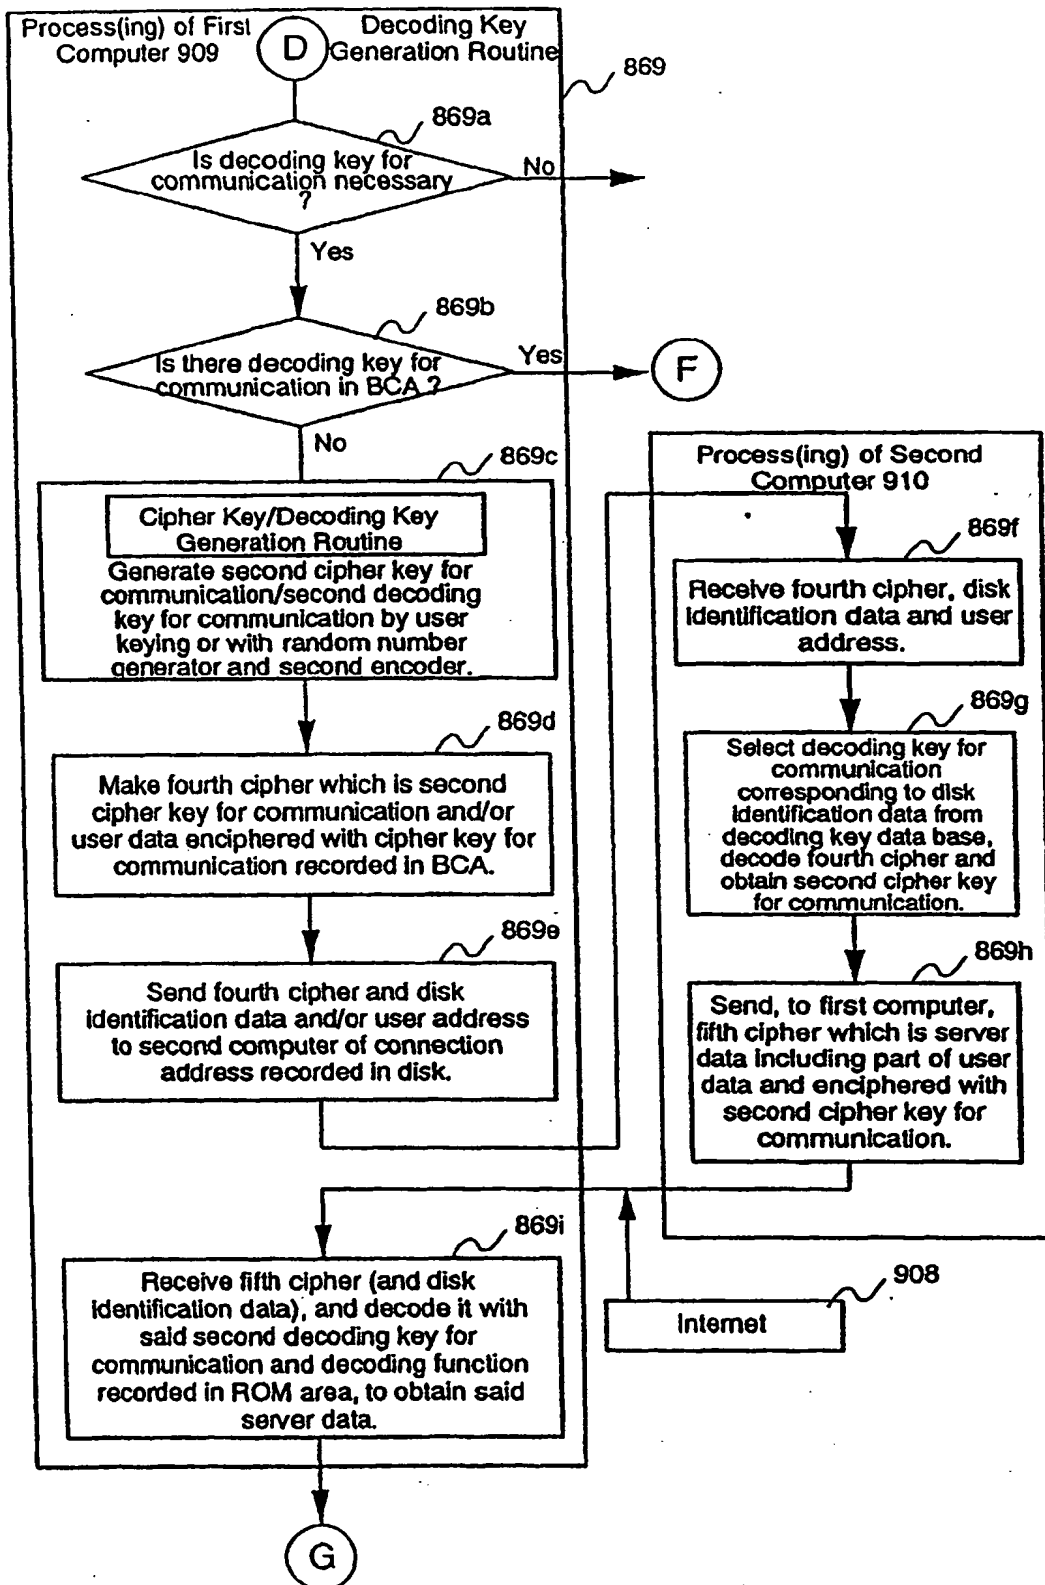 Process(ing) of First
Computer 909
D
Decoding Key
Generation Routine
869
869a
Is decoding key for
communication necessary
?
No
Yes
869b
Is there decoding key for
communication in BCA ?
Yes
F
No
869c
Cipher Key/Decoding Key
Generation Routine
Generate second cipher key for
communication/second decoding
key for communication by user
keying or with random number
generator and second encoder.
869d
Make fourth cipher which is second
cipher key for communication and/or
user data enciphered with cipher key for
communication recorded in BCA.
869e
Send fourth cipher and disk
identification data and/or user address
to second computer of connection
address recorded in disk.
Process(ing) of Second
Computer 910
869f
Receive fourth cipher, disk
identification data and user
address.
869g
Select decoding key for
communication
corresponding to disk
identification data from
decoding key data base,
decode fourth cipher and
obtain second cipher key
for communication.
869h
Send, to first computer,
fifth cipher which is server
data including part of user
data and enciphered with
second cipher key for
communication.
869i
Receive fifth cipher (and disk
identification data), and decode it with
said second decoding key for
communication and decoding function
recorded in ROM area, to obtain said
server data.
908
Internet
G